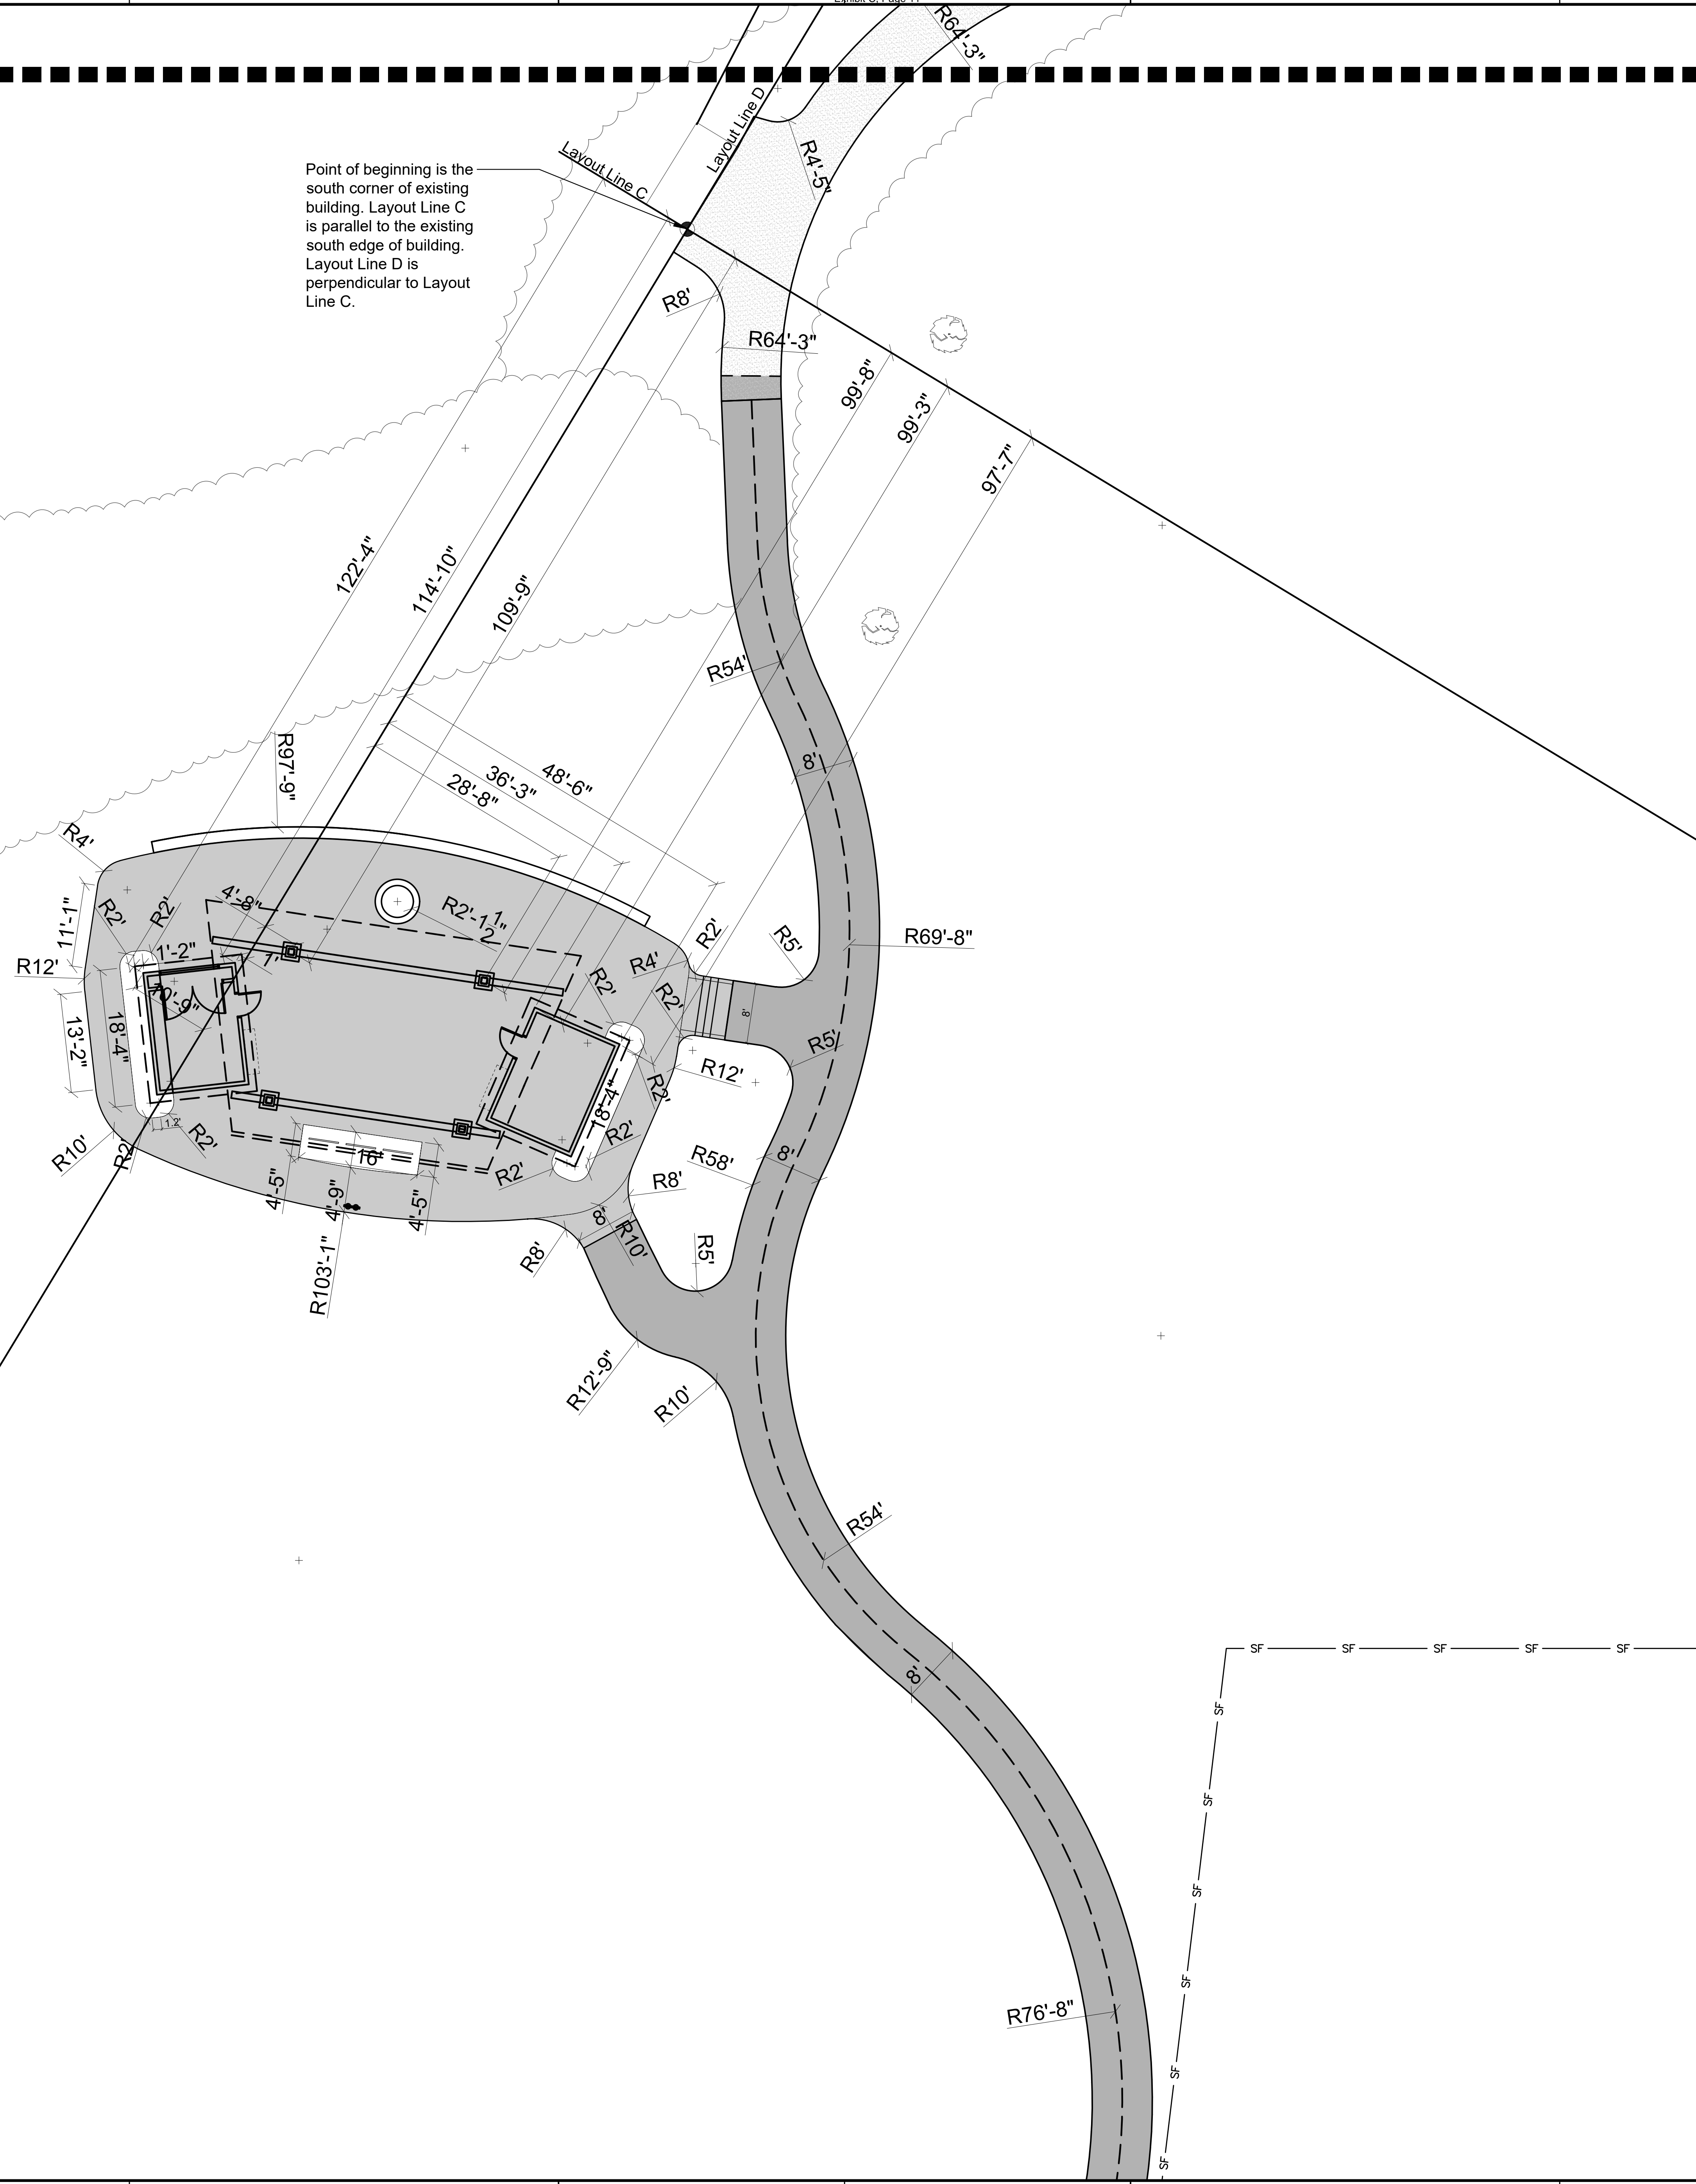 R64'-3"
Layout Line D
Layout Line C
R4'-5"
Point of beginning is the
south corner of existing
building. Layout Line C
is parallel to the existing
south edge of building.
Layout Line D is
perpendicular to Layout
Line C.
R8'
R64'-3"
99'-8"
99'-3"
97'-7"
122'-4"
114'-10"
109'-9"
R54'
8'
R97'-9"
48'-6"
36'-3"
28'-8"
R4'
11'-1"
R2'
R2'
4'-8"
R2'-1 1/2"
R2'
R5'
R69'-8"
R12'
1'-2"
7'
R4'
R2'
R2'
8'
10'-9"
13'-2"
18'-4"
R5'
R12'
R2'
18'-4"
1.2'
R2'
R2'
R10'
R2'
16'
R2'
R58'
8'
4'-5"
4'-9"
4'-5"
R8'
8'
R10'
R8'
R5'
R103'-1"
R12'-9"
R10'
R54'
8'
SF SF SF SF SF
SF
SF
SF
SF
SF
SF
R76'-8"